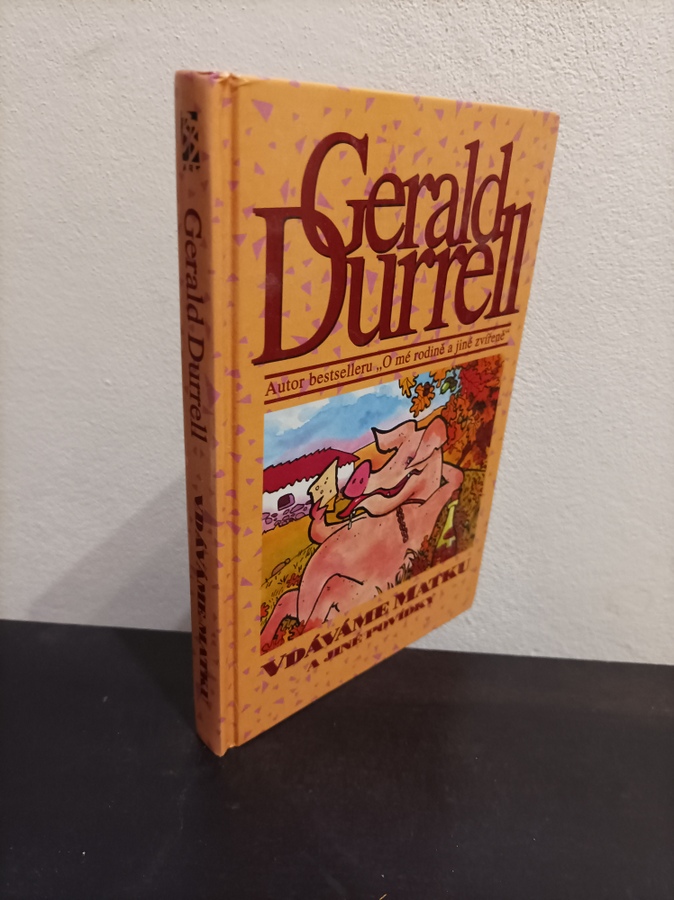 Gerald Durrell VDÁVÁME MATKU
Gerald
Durrell
Autor bestselleru „O mé rodině a jiné zvířeně“
VDÁVÁME MATKU
A JINÉ POVÍDKY